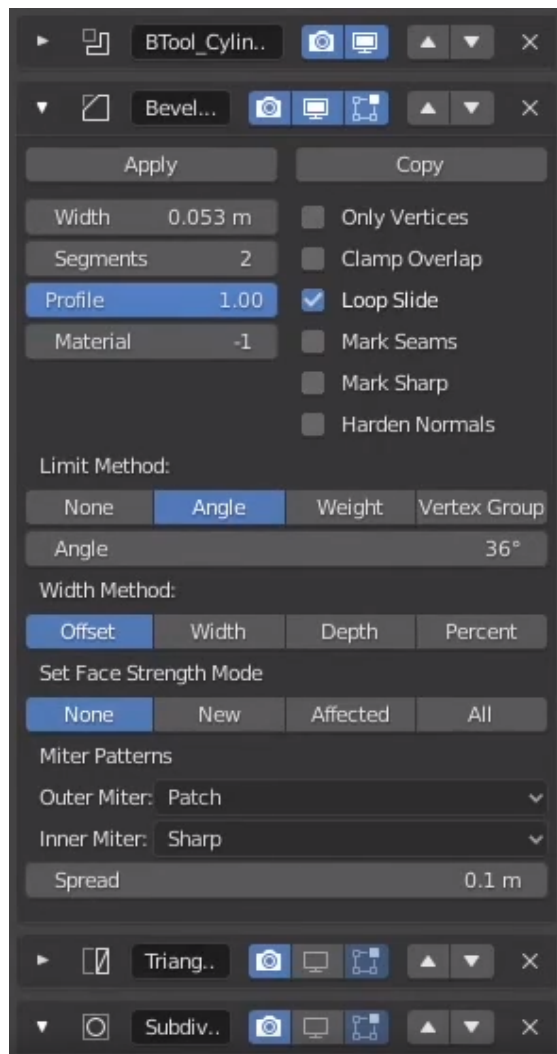 BTool_Cylin..
Bevel...
Apply Copy
Width 0.053 m Only Vertices
Segments 2 Clamp Overlap
Profile 1.00 Loop Slide
Material -1 Mark Seams
Mark Sharp
Harden Normals
Limit Method:
None Angle Weight Vertex Group
Angle 36°
Width Method:
Offset Width Depth Percent
Set Face Strength Mode
None New Affected All
Miter Patterns
Outer Miter: Patch
Inner Miter: Sharp
Spread 0.1 m
Triang..
Subdiv..